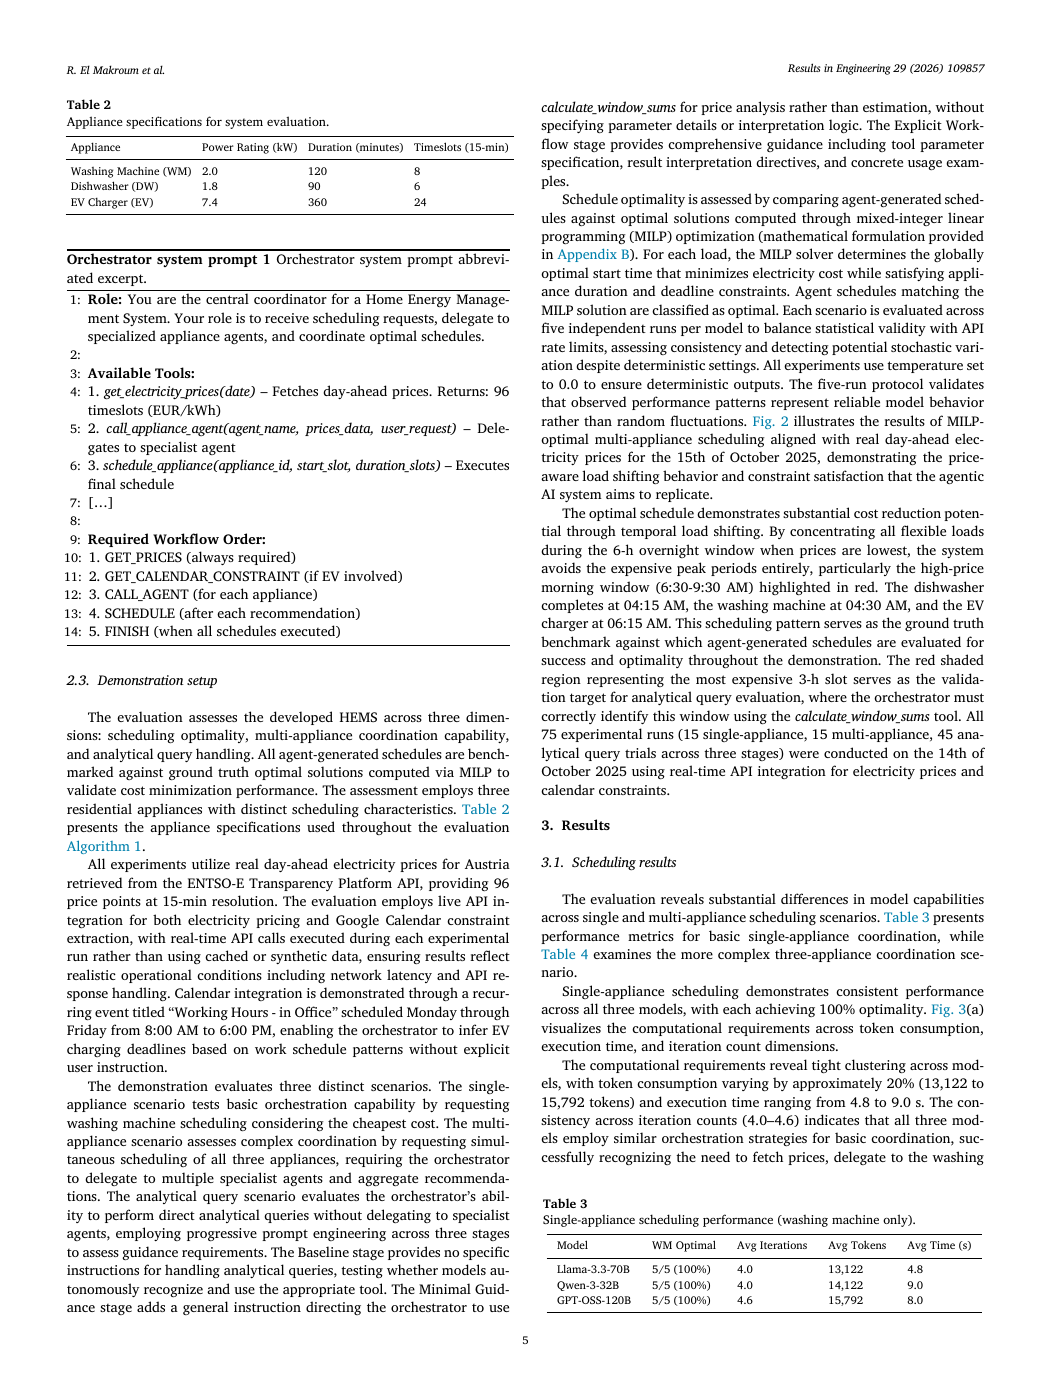 R. El Makroum et al.
Results in Engineering 29 (2026) 109857
Table 2
Appliance specifications for system evaluation.
Appliance Power Rating (kW) Duration (minutes) Timeslots (15-min)
Washing Machine (WM) 2.0 120 8
Dishwasher (DW) 1.8 90 6
EV Charger (EV) 7.4 360 24
Orchestrator system prompt 1 Orchestrator system prompt abbrevi-
ated excerpt.
1: Role: You are the central coordinator for a Home Energy Manage-
ment System. Your role is to receive scheduling requests, delegate to
specialized appliance agents, and coordinate optimal schedules.
2:
3: Available Tools:
4: 1. get_electricity_prices(date) – Fetches day-ahead prices. Returns: 96
timeslots (EUR/kWh)
5: 2. call_appliance_agent(agent_name, prices_data, user_request) – Dele-
gates to specialist agent
6: 3. schedule_appliance(appliance_id, start_slot, duration_slots) – Executes
final schedule
7: […]
8:
9: Required Workflow Order:
10: 1. GET_PRICES (always required)
11: 2. GET_CALENDAR_CONSTRAINT (if EV involved)
12: 3. CALL_AGENT (for each appliance)
13: 4. SCHEDULE (after each recommendation)
14: 5. FINISH (when all schedules executed)
2.3. Demonstration setup
The evaluation assesses the developed HEMS across three dimen-
sions: scheduling optimality, multi-appliance coordination capability,
and analytical query handling. All agent-generated schedules are bench-
marked against ground truth optimal solutions computed via MILP to
validate cost minimization performance. The assessment employs three
residential appliances with distinct scheduling characteristics. Table 2
presents the appliance specifications used throughout the evaluation
Algorithm 1.
All experiments utilize real day-ahead electricity prices for Austria
retrieved from the ENTSO-E Transparency Platform API, providing 96
price points at 15-min resolution. The evaluation employs live API in-
tegration for both electricity pricing and Google Calendar constraint
extraction, with real-time API calls executed during each experimental
run rather than using cached or synthetic data, ensuring results reflect
realistic operational conditions including network latency and API re-
sponse handling. Calendar integration is demonstrated through a recur-
ring event titled “Working Hours - in Office” scheduled Monday through
Friday from 8:00 AM to 6:00 PM, enabling the orchestrator to infer EV
charging deadlines based on work schedule patterns without explicit
user instruction.
The demonstration evaluates three distinct scenarios. The single-
appliance scenario tests basic orchestration capability by requesting
washing machine scheduling considering the cheapest cost. The multi-
appliance scenario assesses complex coordination by requesting simul-
taneous scheduling of all three appliances, requiring the orchestrator
to delegate to multiple specialist agents and aggregate recommenda-
tions. The analytical query scenario evaluates the orchestrator’s abil-
ity to perform direct analytical queries without delegating to specialist
agents, employing progressive prompt engineering across three stages
to assess guidance requirements. The Baseline stage provides no specific
instructions for handling analytical queries, testing whether models au-
tonomously recognize and use the appropriate tool. The Minimal Guid-
ance stage adds a general instruction directing the orchestrator to use
calculate_window_sums for price analysis rather than estimation, without
specifying parameter details or interpretation logic. The Explicit Work-
flow stage provides comprehensive guidance including tool parameter
specification, result interpretation directives, and concrete usage exam-
ples.
Schedule optimality is assessed by comparing agent-generated sched-
ules against optimal solutions computed through mixed-integer linear
programming (MILP) optimization (mathematical formulation provided
in Appendix B). For each load, the MILP solver determines the globally
optimal start time that minimizes electricity cost while satisfying appli-
ance duration and deadline constraints. Agent schedules matching the
MILP solution are classified as optimal. Each scenario is evaluated across
five independent runs per model to balance statistical validity with API
rate limits, assessing consistency and detecting potential stochastic vari-
ation despite deterministic settings. All experiments use temperature set
to 0.0 to ensure deterministic outputs. The five-run protocol validates
that observed performance patterns represent reliable model behavior
rather than random fluctuations. Fig. 2 illustrates the results of MILP-
optimal multi-appliance scheduling aligned with real day-ahead elec-
tricity prices for the 15th of October 2025, demonstrating the price-
aware load shifting behavior and constraint satisfaction that the agentic
AI system aims to replicate.
The optimal schedule demonstrates substantial cost reduction poten-
tial through temporal load shifting. By concentrating all flexible loads
during the 6-h overnight window when prices are lowest, the system
avoids the expensive peak periods entirely, particularly the high-price
morning window (6:30-9:30 AM) highlighted in red. The dishwasher
completes at 04:15 AM, the washing machine at 04:30 AM, and the EV
charger at 06:15 AM. This scheduling pattern serves as the ground truth
benchmark against which agent-generated schedules are evaluated for
success and optimality throughout the demonstration. The red shaded
region representing the most expensive 3-h slot serves as the valida-
tion target for analytical query evaluation, where the orchestrator must
correctly identify this window using the calculate_window_sums tool. All
75 experimental runs (15 single-appliance, 15 multi-appliance, 45 ana-
lytical query trials across three stages) were conducted on the 14th of
October 2025 using real-time API integration for electricity prices and
calendar constraints.
3. Results
3.1. Scheduling results
The evaluation reveals substantial differences in model capabilities
across single and multi-appliance scheduling scenarios. Table 3 presents
performance metrics for basic single-appliance coordination, while
Table 4 examines the more complex three-appliance coordination sce-
nario.
Single-appliance scheduling demonstrates consistent performance
across all three models, with each achieving 100% optimality. Fig. 3(a)
visualizes the computational requirements across token consumption,
execution time, and iteration count dimensions.
The computational requirements reveal tight clustering across mod-
els, with token consumption varying by approximately 20% (13,122 to
15,792 tokens) and execution time ranging from 4.8 to 9.0 s. The con-
sistency across iteration counts (4.0–4.6) indicates that all three mod-
els employ similar orchestration strategies for basic coordination, suc-
cessfully recognizing the need to fetch prices, delegate to the washing
Table 3
Single-appliance scheduling performance (washing machine only).
Model WM Optimal Avg Iterations Avg Tokens Avg Time (s)
Llama-3.3-70B 5/5 (100%) 4.0 13,122 4.8
Qwen-3-32B 5/5 (100%) 4.0 14,122 9.0
GPT-OSS-120B 5/5 (100%) 4.6 15,792 8.0
5